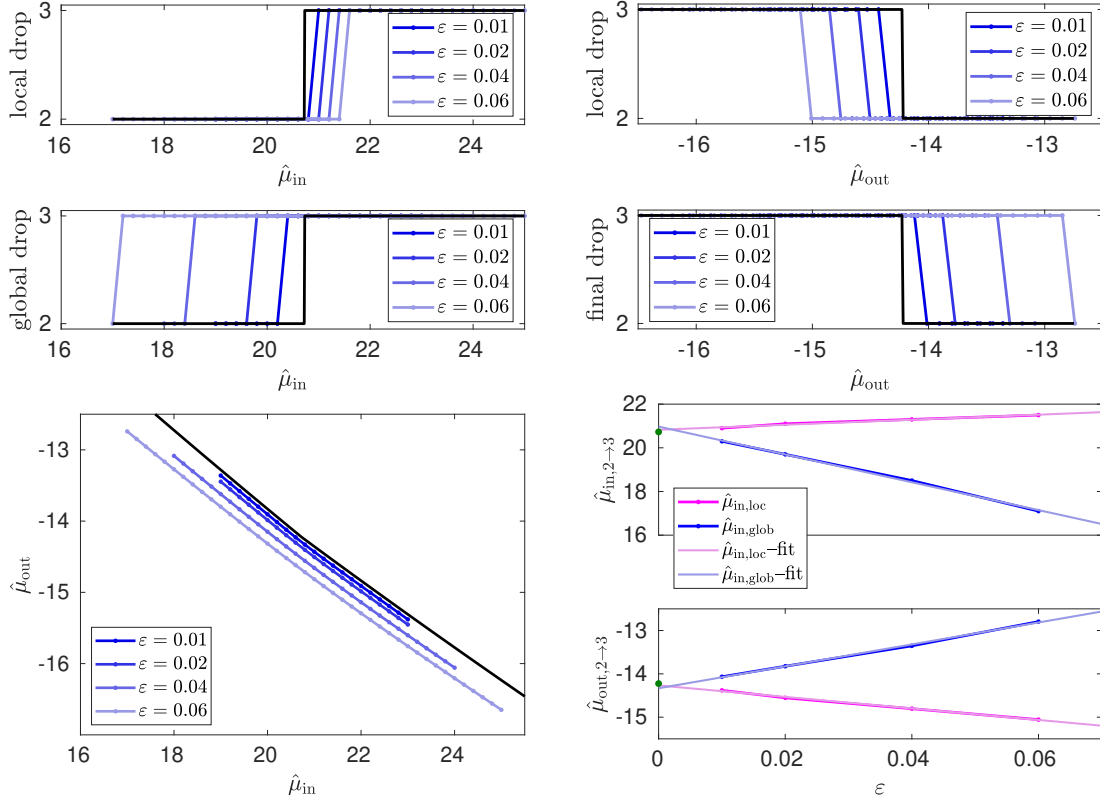 local drop
3
2
16 18 20 22 24
μ̂in
ε = 0.01
ε = 0.02
ε = 0.04
ε = 0.06
local drop
3
2
-16 -15 -14 -13
μ̂out
ε = 0.01
ε = 0.02
ε = 0.04
ε = 0.06
global drop
3
2
16 18 20 22 24
μ̂in
ε = 0.01
ε = 0.02
ε = 0.04
ε = 0.06
final drop
3
2
-16 -15 -14 -13
μ̂out
ε = 0.01
ε = 0.02
ε = 0.04
ε = 0.06
μ̂out
-13
-14
-15
-16
16 18 20 22 24
μ̂in
ε = 0.01
ε = 0.02
ε = 0.04
ε = 0.06
μ̂in,2→3
22
20
18
16
μ̂in,loc
μ̂in,glob
μ̂in,loc–fit
μ̂in,glob–fit
μ̂out,2→3
-13
-14
-15
0 0.02 0.04 0.06
ε